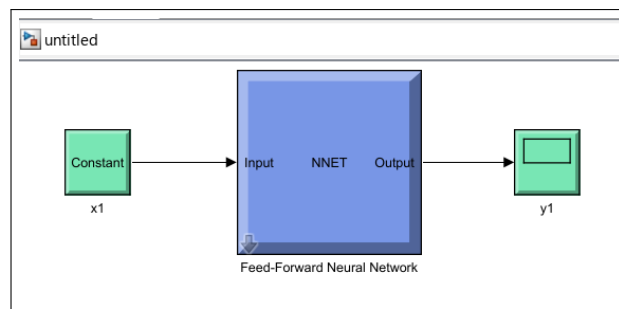 untitled
Constant
Input NNET Output
x1
y1
Feed-Forward Neural Network